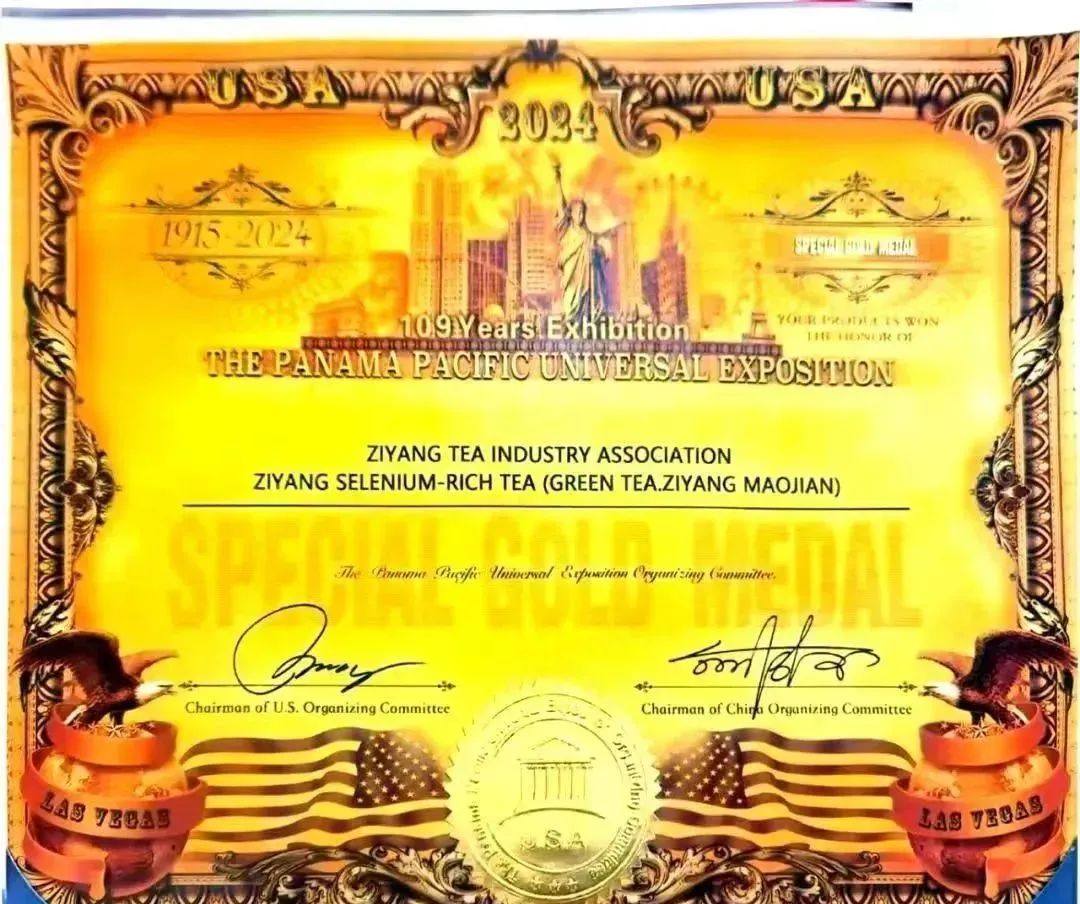 USA
USA
2024
1915-2024
SPECIAL GOLD MEDAL
YOUR PRODUCTS WON
THE HONOR OF
109 Years Exhibition
THE PANAMA PACIFIC UNIVERSAL EXPOSITION
ZIYANG TEA INDUSTRY ASSOCIATION
ZIYANG SELENIUM-RICH TEA (GREEN TEA.ZIYANG MAOJIAN)
SPECIAL GOLD MEDAL
The Panama Pacific Universal Exposition Organizing Committee.
Chairman of U.S. Organizing Committee
Chairman of China Organizing Committee
LAS VEGAS
U.S.A
LAS VEGAS